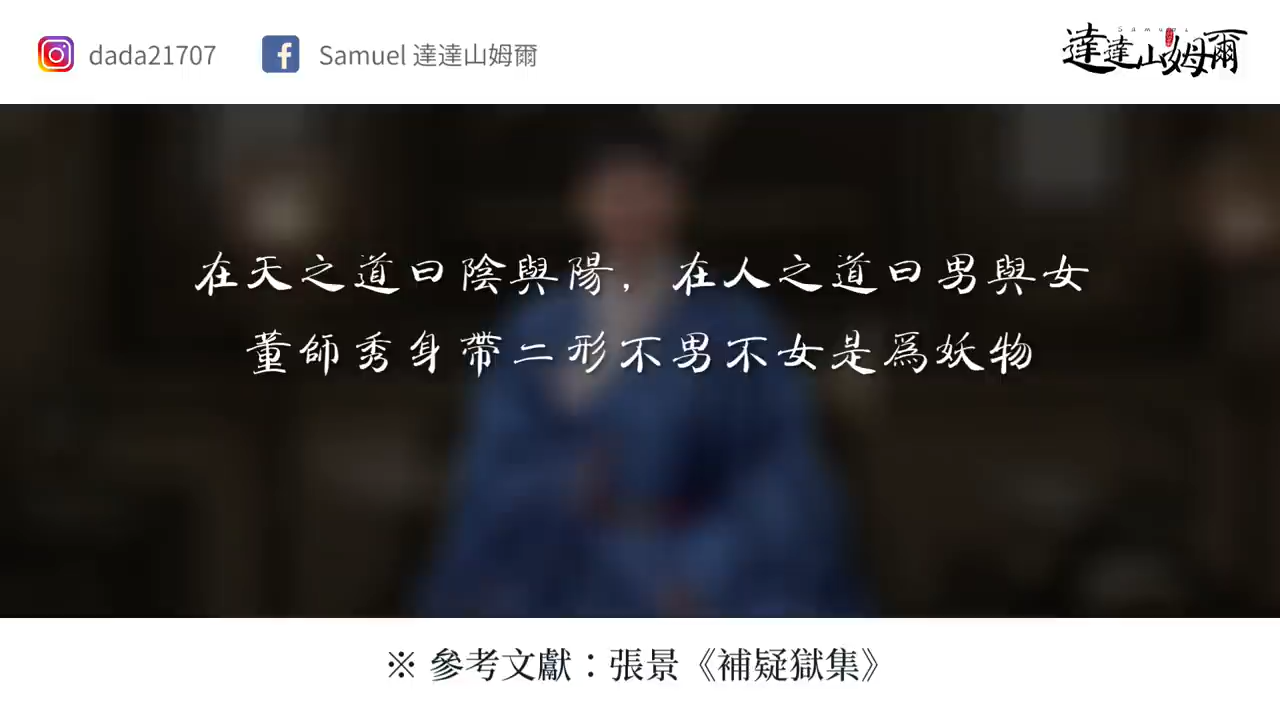 dada21707
Samuel 達達山姆爾
Samuel
達達山姆爾
在天之道曰陰與陽，在人之道曰男與女
董師秀身帶二形不男不女是爲妖物
※ 參考文獻：張景《補疑獄集》